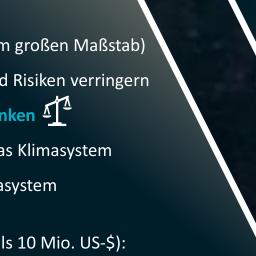 m großen Maßstab)
d Risiken verringern
nken
as Klimasystem
asystem
ls 10 Mio. US-$):